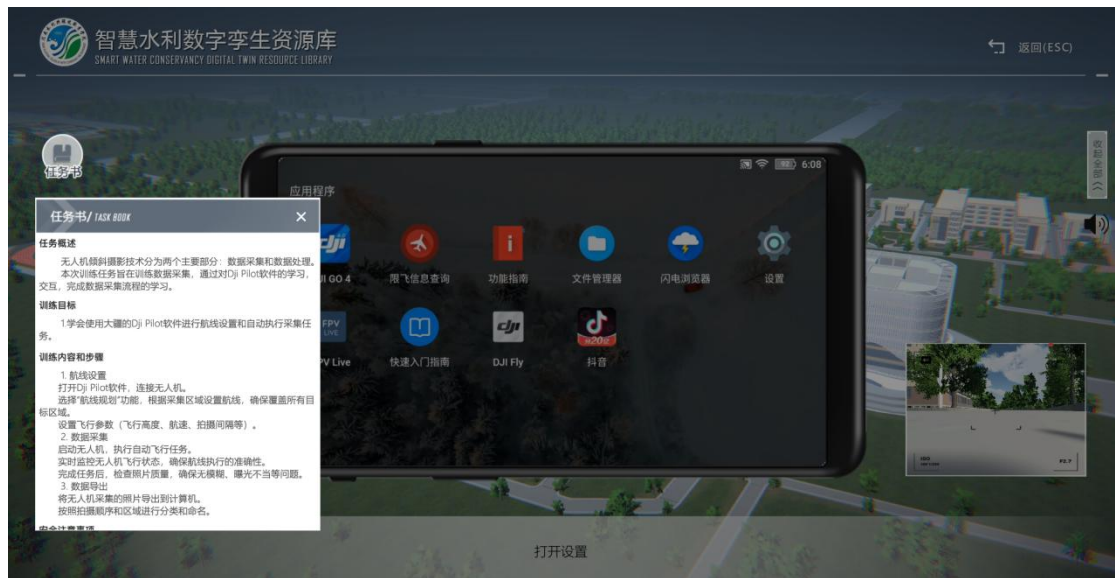 智慧水利数字孪生资源库
SMART WATER CONSERVANCY DIGITAL TWIN RESOURCE LIBRARY
返回(ESC)
收起全部
任务书
6:08
应用程序
任务书/ TASK BOOK
任务概述
无人机倾斜摄影技术分为两个主要部分：数据采集和数据处理。
本次训练任务旨在训练数据采集，通过对Dji Pilot软件的学习，
交互，完成数据采集流程的学习。
训练目标
1.学会使用大疆的Dji Pilot软件进行航线设置和自动执行采集任
务。
训练内容和步骤
1. 航线设置
打开Dji Pilot软件，连接无人机。
选择"航线规划"功能，根据采集区域设置航线，确保覆盖所有目
标区域。
设置飞行参数（飞行高度、航速、拍摄间隔等）。
2. 数据采集
启动无人机，执行自动飞行任务。
实时监控无人机飞行状态，确保航线执行的准确性。
完成任务后，检查照片质量，确保无模糊、曝光不当等问题。
3. 数据导出
将无人机采集的照片导出到计算机。
按照拍摄顺序和区域进行分类和命名。
安全注意事项
dji
GO 4
限飞信息查询
功能指南
文件管理器
闪电浏览器
设置
FPV
LIVE
Live
快速入门指南
dji
DJI Fly
抖音
ISO
F2.7
打开设置